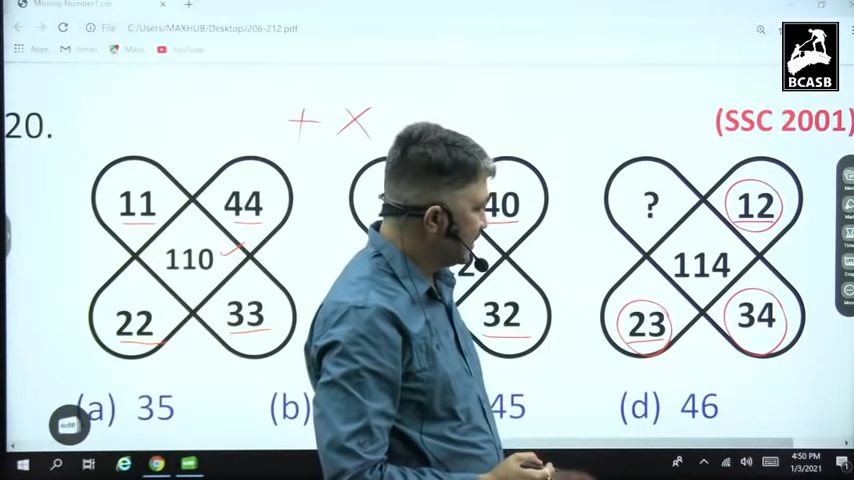 Missing Number1.cdr
File C:/Users/MAXHUB/Desktop/206-212.pdf
Apps Gmail Maps YouTube
BCASB
20.
+ ×
(SSC 2001)
11 44 40 ? 12
110 2 114
22 33 32 23 34
(a) 35 (b) 45 (d) 46
4:50 PM
1/3/2021